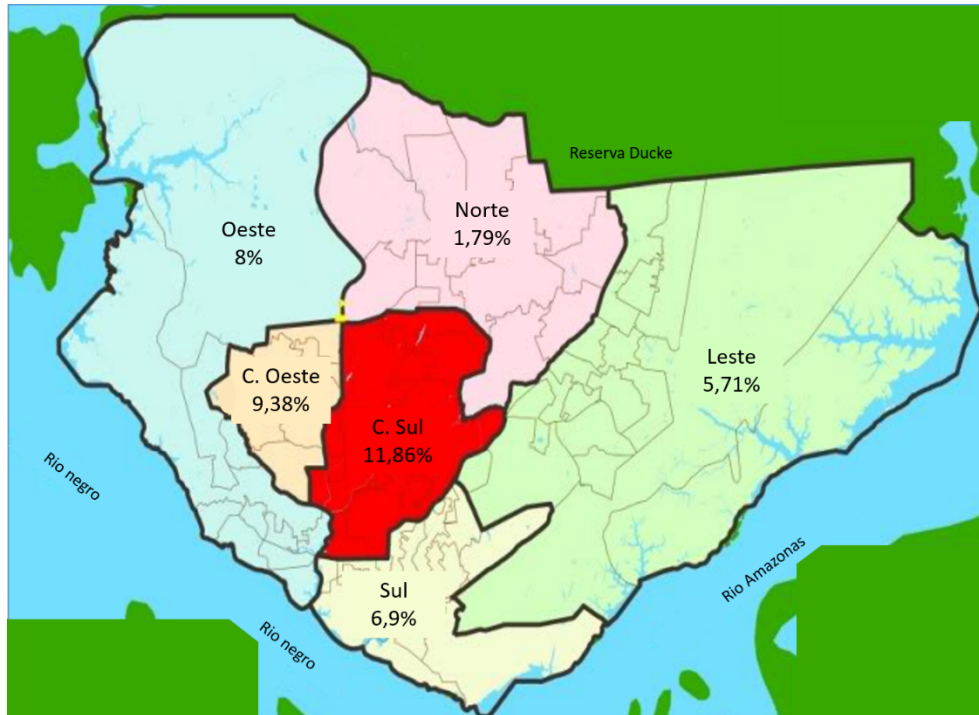 Reserva Ducke
Norte
1,79%
Oeste
8%
Leste
5,71%
C. Oeste
9,38%
C. Sul
11,86%
Rio negro
Rio Amazonas
Sul
6,9%
Rio negro